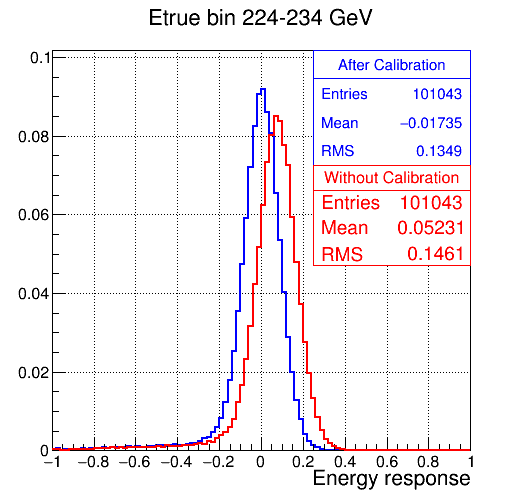 Etrue bin 224-234 GeV
After Calibration
Entries 101043
Mean −0.01735
RMS 0.1349
Without Calibration
Entries 101043
Mean 0.05231
RMS 0.1461
0.1
0.08
0.06
0.04
0.02
0
−1 −0.8 −0.6 −0.4 −0.2 0 0.2 0.4 0.6 0.8 1
Energy response